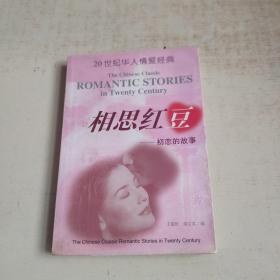 20世纪华人情爱经典
The Chinese Classic
ROMANTIC STORIES
in Twenty Century
相思红豆
——初恋的故事
The Chinese Classic Romantic Stories in Twenty Century